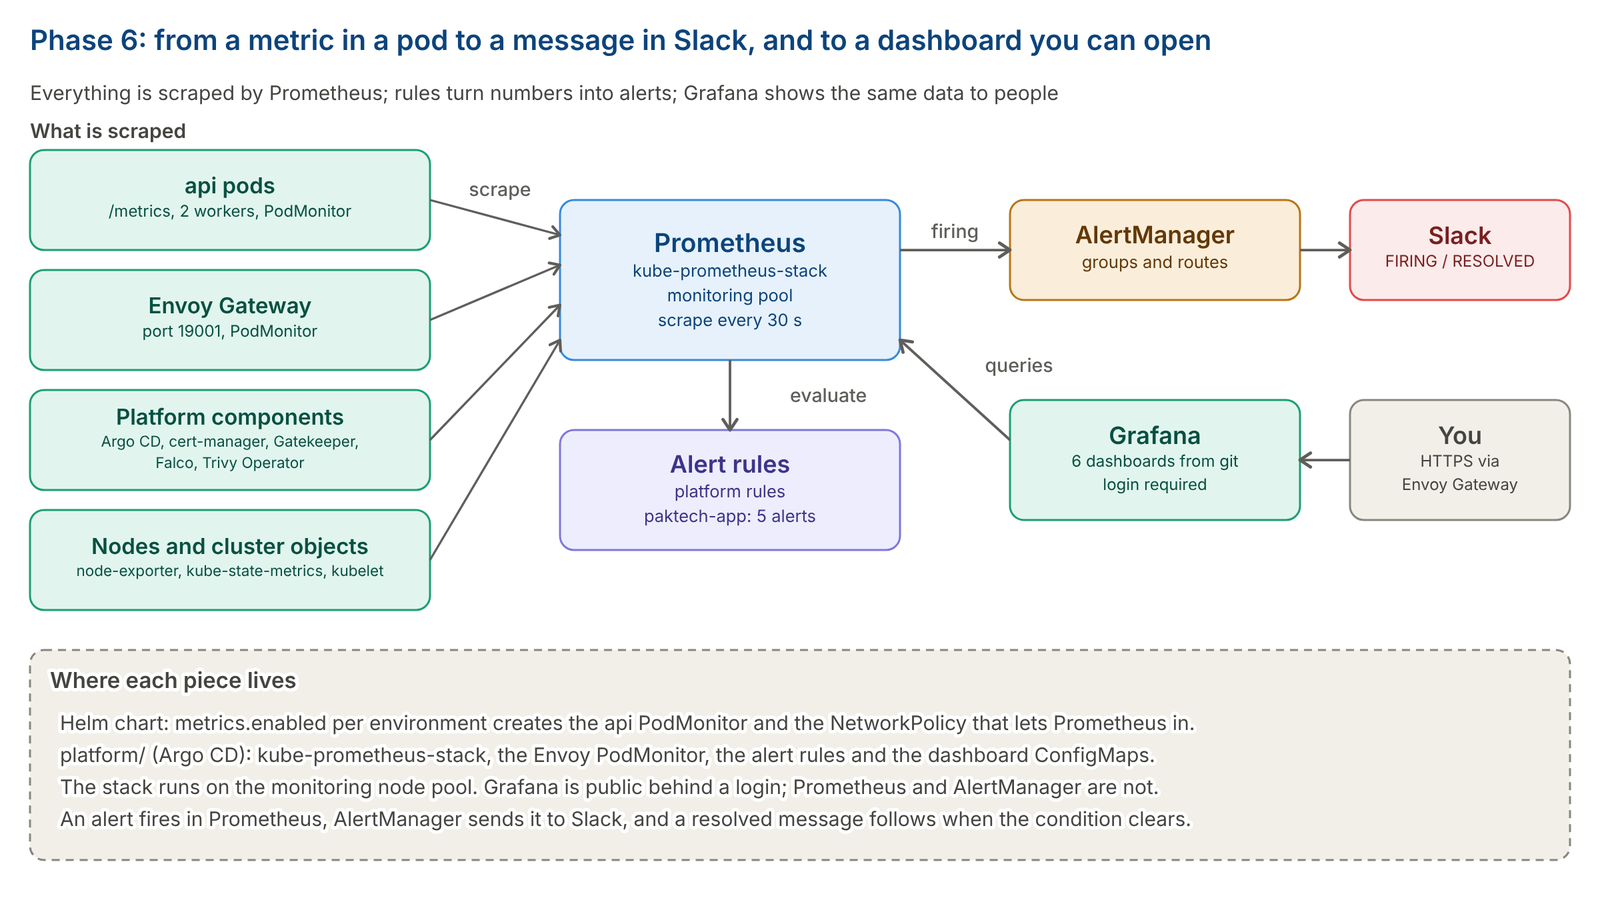 Phase 6: from a metric in a pod to a message in Slack, and to a dashboard you can open
Everything is scraped by Prometheus; rules turn numbers into alerts; Grafana shows the same data to people
What is scraped
api pods
/metrics, 2 workers, PodMonitor
Envoy Gateway
port 19001, PodMonitor
Platform components
Argo CD, cert-manager, Gatekeeper,
Falco, Trivy Operator
Nodes and cluster objects
node-exporter, kube-state-metrics, kubelet
scrape
Prometheus
kube-prometheus-stack
monitoring pool
scrape every 30 s
evaluate
Alert rules
platform rules
paktech-app: 5 alerts
firing
AlertManager
groups and routes
Slack
FIRING / RESOLVED
queries
Grafana
6 dashboards from git
login required
You
HTTPS via
Envoy Gateway
Where each piece lives
Helm chart: metrics.enabled per environment creates the api PodMonitor and the NetworkPolicy that lets Prometheus in.
platform/ (Argo CD): kube-prometheus-stack, the Envoy PodMonitor, the alert rules and the dashboard ConfigMaps.
The stack runs on the monitoring node pool. Grafana is public behind a login; Prometheus and AlertManager are not.
An alert fires in Prometheus, AlertManager sends it to Slack, and a resolved message follows when the condition clears.